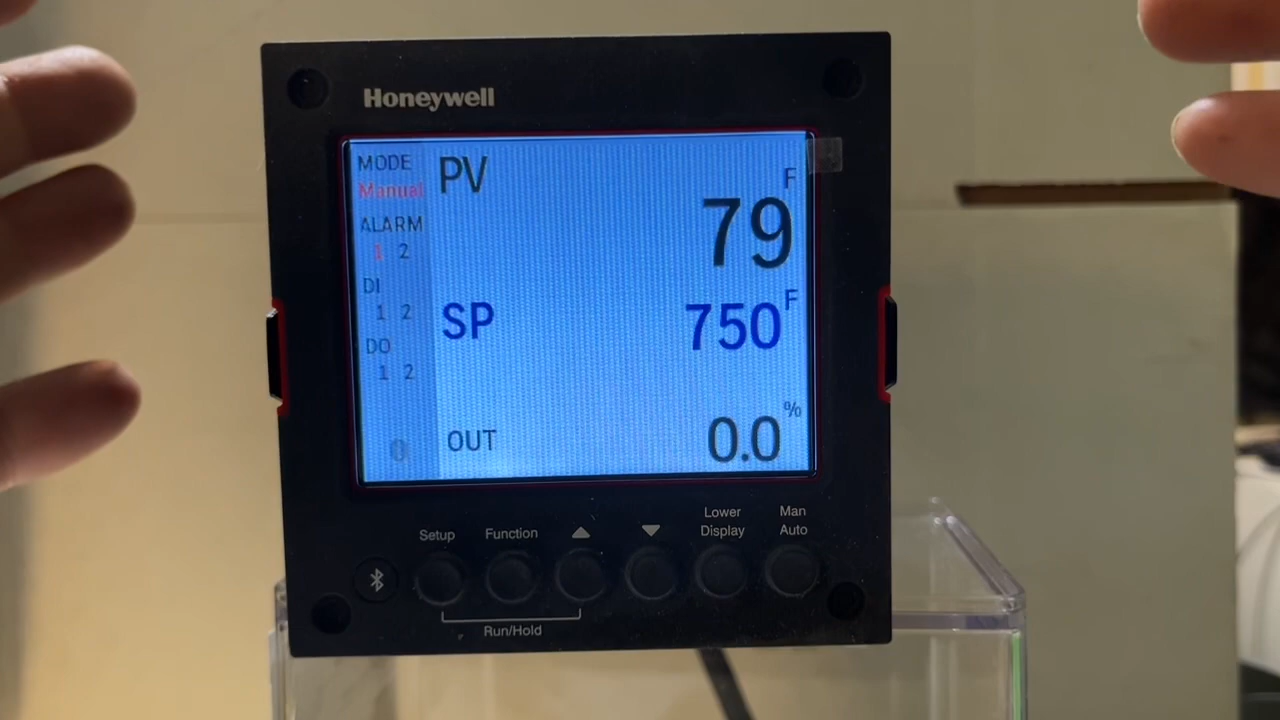 Honeywell
MODE
Manual
PV
F
79
ALARM
1 2
DI
1 2
SP
750
F
DO
1 2
OUT
0.0
%
Setup
Function
Lower
Display
Man
Auto
Run/Hold